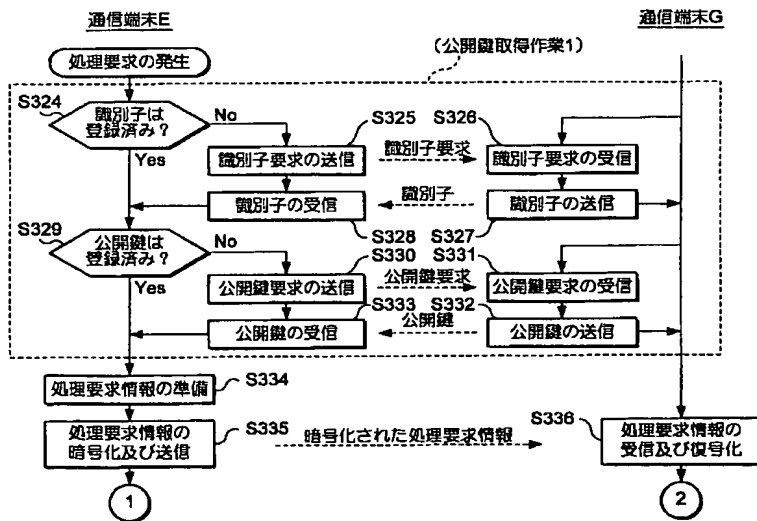 通信端末E
通信端末G
処理要求の発生
(公開鍵取得作業1)
S324
識別子は
登録済み?
No
Yes
S325
S326
識別子要求の送信
識別子要求
識別子要求の受信
識別子の受信
識別子
識別子の送信
S328
S327
S329
公開鍵は
登録済み?
No
Yes
S330
S331
公開鍵要求の送信
公開鍵要求
公開鍵要求の受信
S333
S332
公開鍵の受信
公開鍵
公開鍵の送信
処理要求情報の準備
S334
処理要求情報の
暗号化及び送信
S335
暗号化された処理要求情報
S336
処理要求情報の
受信及び復号化
1
2